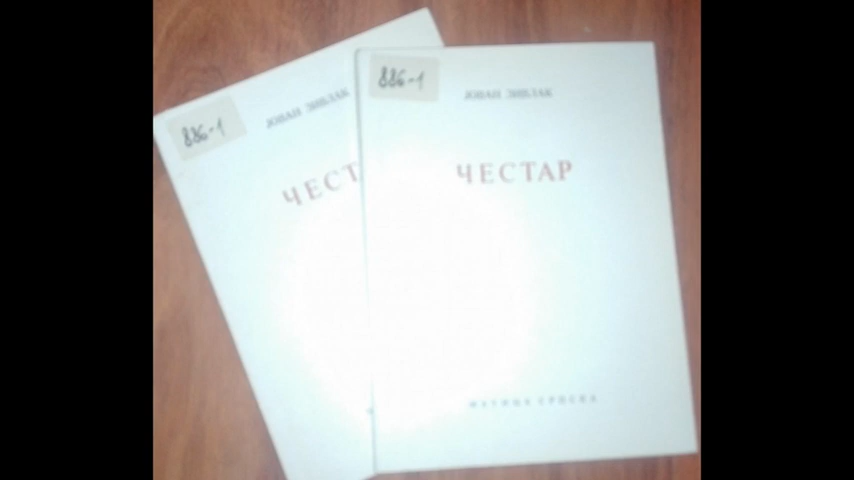 886-1
ЈОВАН ЗИВЛАК
ЧЕСТ
886-1
ЈОВАН ЗИВЛАК
ЧЕСТАР
МАТИЦА СРПСКА